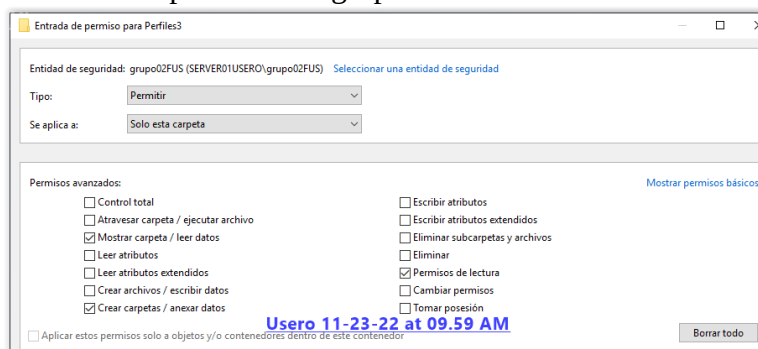 Entrada de permiso para Perfiles3
Entidad de seguridad: grupo02FUS (SERVER01USERO\grupo02FUS) Seleccionar una entidad de seguridad
Tipo: Permitir
Se aplica a: Solo esta carpeta
Permisos avanzados: Mostrar permisos básicos
Control total Escribir atributos
Atravesar carpeta / ejecutar archivo Escribir atributos extendidos
Mostrar carpeta / leer datos Eliminar subcarpetas y archivos
Leer atributos Eliminar
Leer atributos extendidos Permisos de lectura
Crear archivos / escribir datos Cambiar permisos
Crear carpetas / anexar datos Tomar posesión
Usero 11-23-22 at 09.59 AM
Aplicar estos permisos solo a objetos y/o contenedores dentro de este contenedor Borrar todo